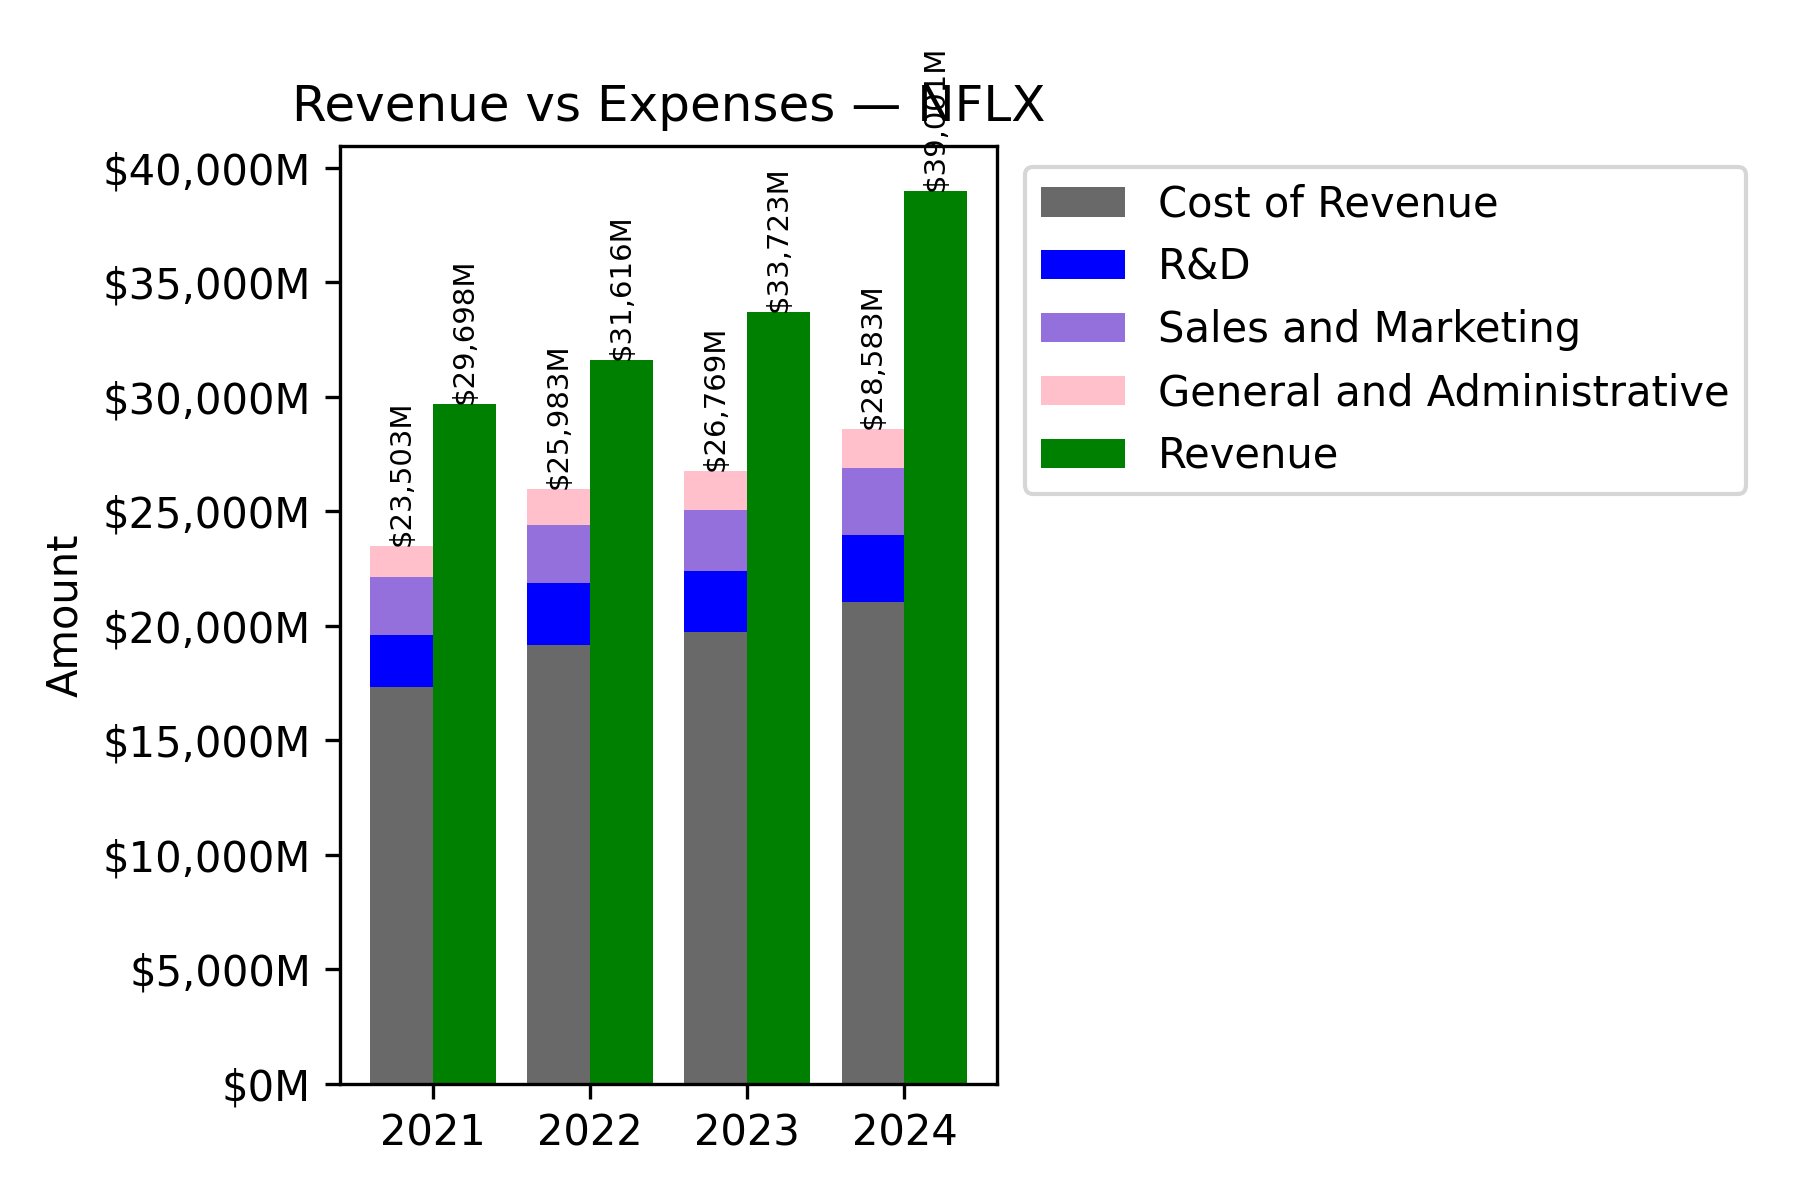 Revenue vs Expenses — NFLX
Amount
$40,000M
$35,000M
$30,000M
$25,000M
$20,000M
$15,000M
$10,000M
$5,000M
$0M
$23,503M
$29,698M
$25,983M
$31,616M
$26,769M
$33,723M
$28,583M
$39,001M
2021
2022
2023
2024
Cost of Revenue
R&D
Sales and Marketing
General and Administrative
Revenue